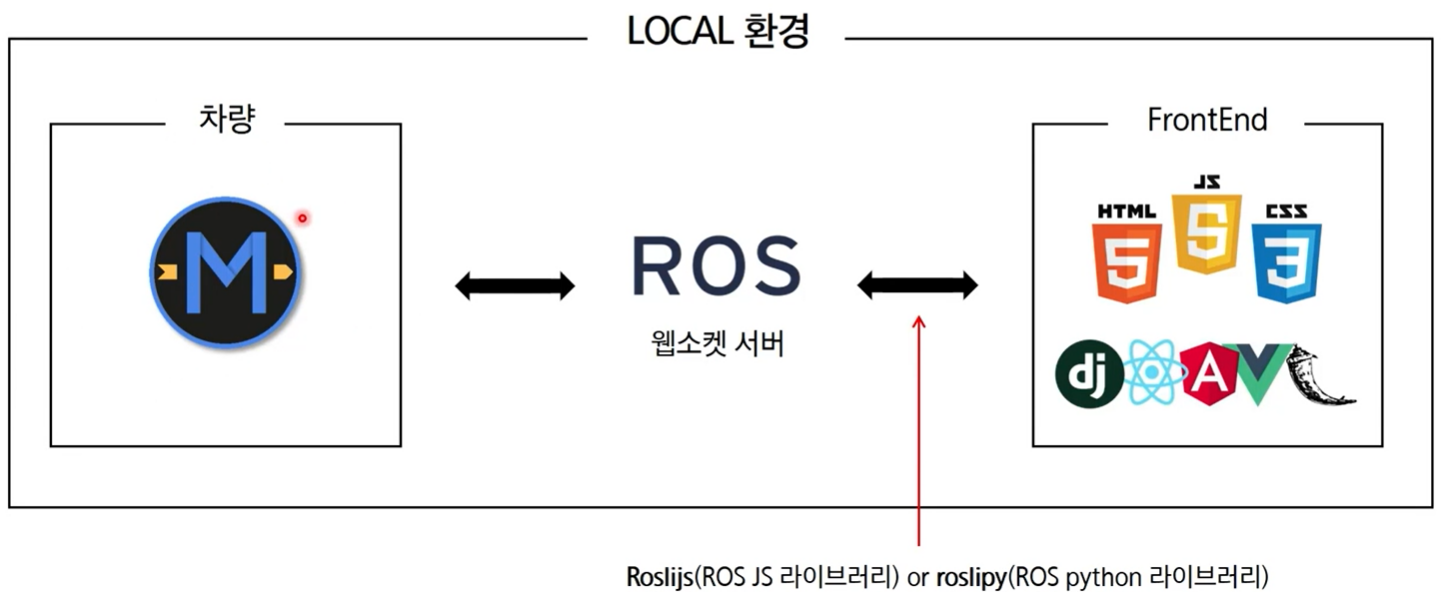 LOCAL 환경
차량
FrontEnd
M
ROS
웹소켓 서버
JS
HTML
CSS
5
5
3
dj
A
Roslijs(ROS JS 라이브러리) or roslipy(ROS python 라이브러리)